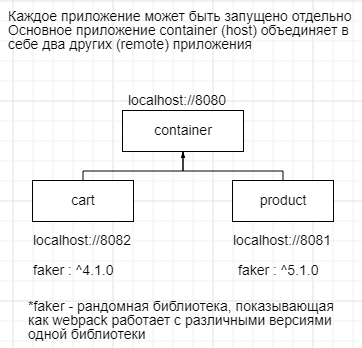 Каждое приложение может быть запущено отдельно
Основное приложение container (host) объединяет в
себе два других (remote) приложения
localhost://8080
container
cart
product
localhost://8082
localhost://8081
faker : ^4.1.0
faker : ^5.1.0
*faker - рандомная библиотека, показывающая
как webpack работает с различными версиями
одной библиотеки